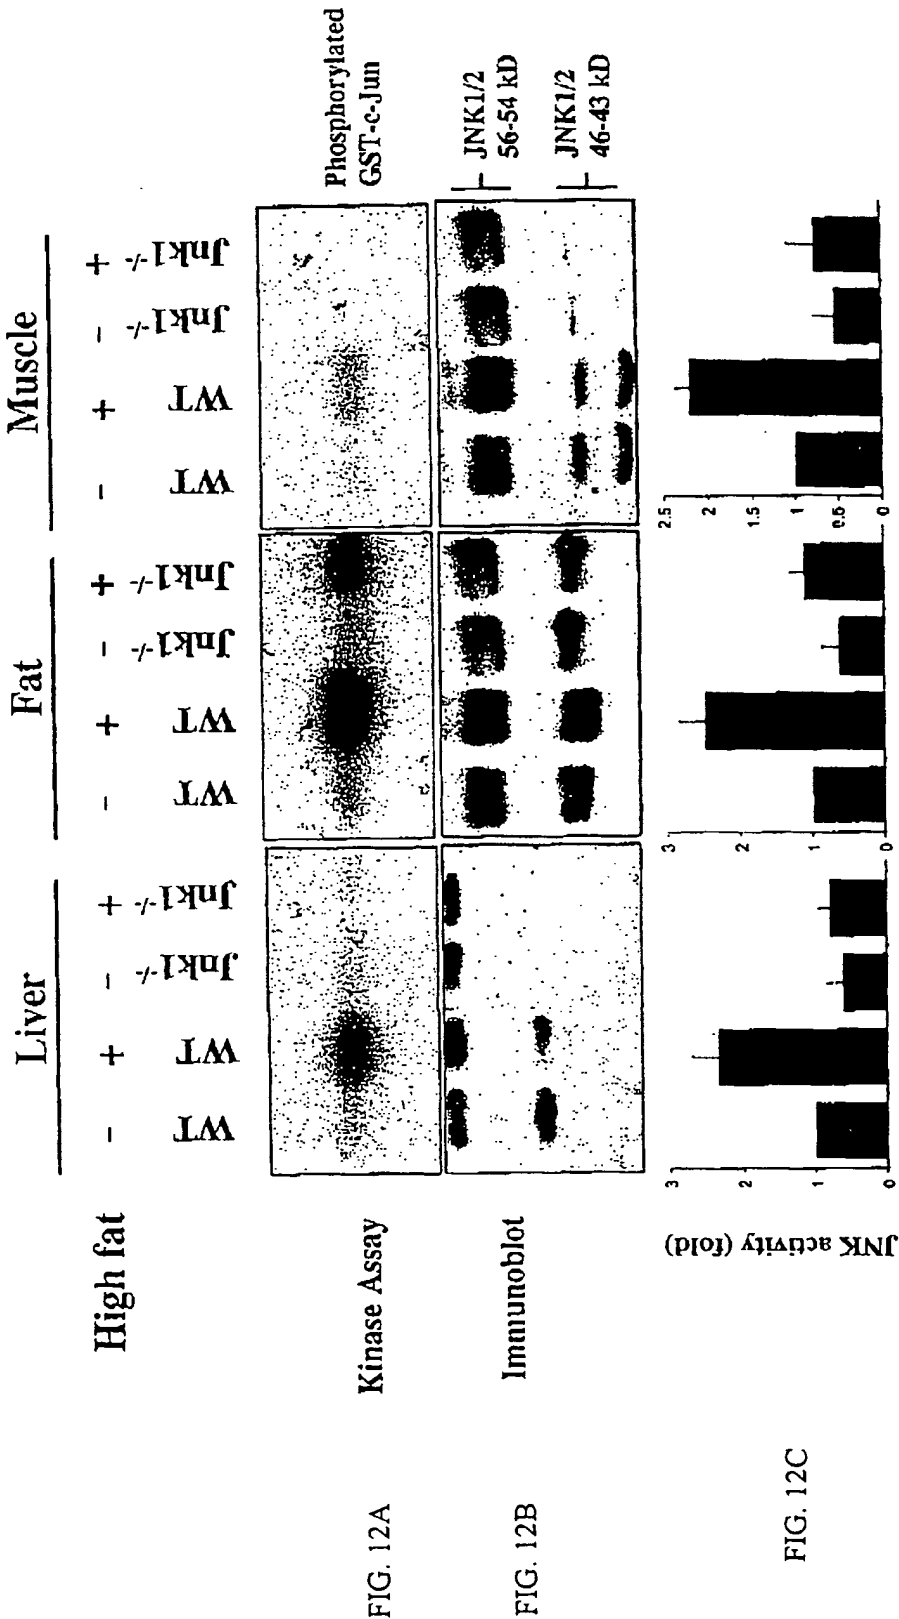 Liver Fat Muscle
High fat - + - + - + - + - + - +
WT WT Jnk1-/- Jnk1-/- WT WT Jnk1-/- Jnk1-/- WT WT Jnk1-/- Jnk1-/-
Kinase Assay
Phosphorylated
GST-c-Jun
FIG. 12A
Immunoblot
JNK1/2
56-54 kD
JNK1/2
46-43 kD
FIG. 12B
JNK activity (fold)
3
2
1
0
3
2
1
0
2.5
2
1.5
1
0.5
0
FIG. 12C